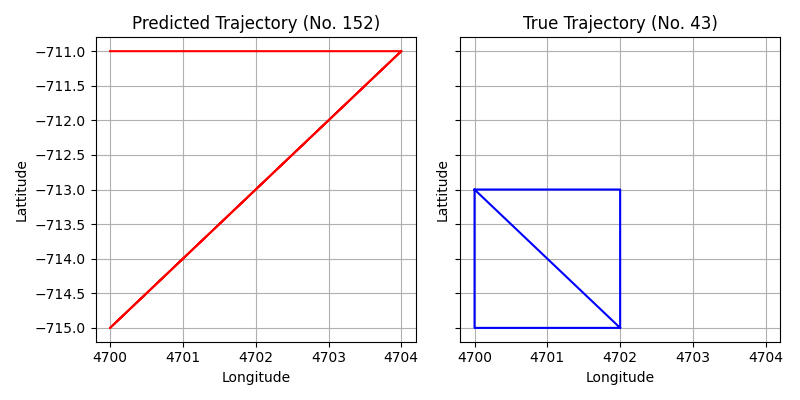 Predicted Trajectory (No. 152)
True Trajectory (No. 43)
Lattitude
−711.0
−711.5
−712.0
−712.5
−713.0
−713.5
−714.0
−714.5
−715.0
4700 4701 4702 4703 4704
Longitude
Lattitude
4700 4701 4702 4703 4704
Longitude